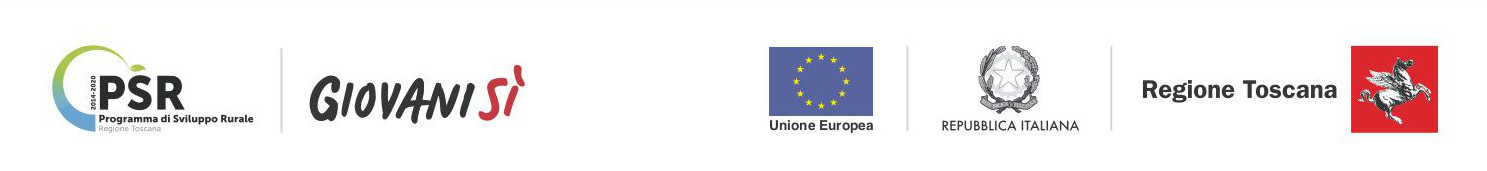 2014-2020
PSR
Programma di Sviluppo Rurale
Regione Toscana
GIOVANISÌ
Unione Europea
REPUBBLICA ITALIANA
Regione Toscana